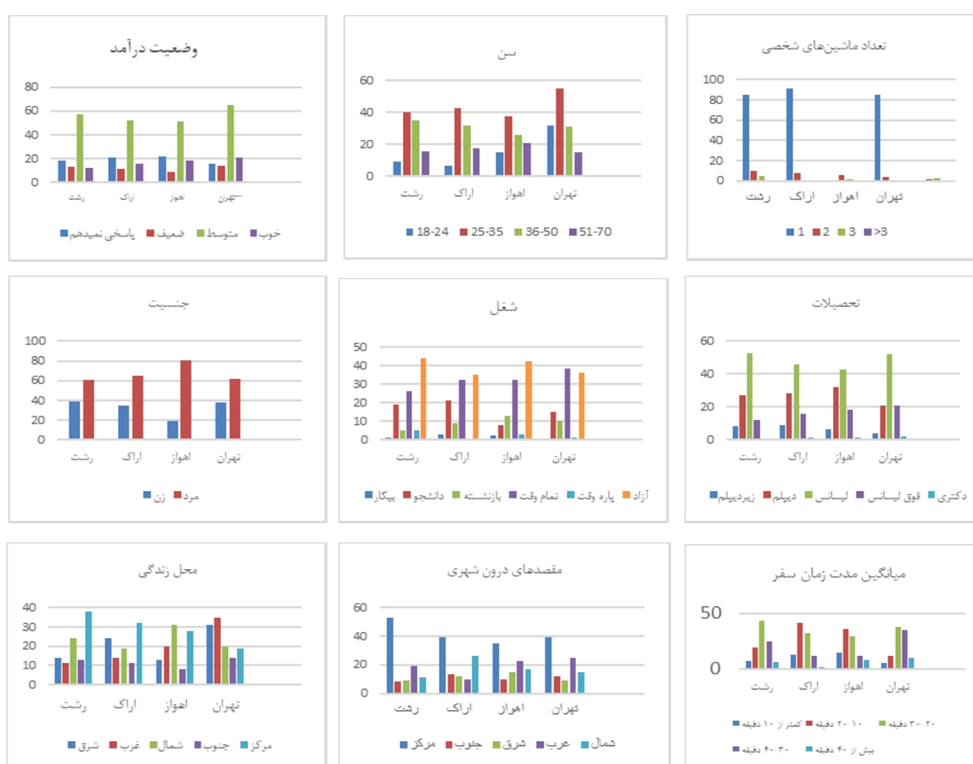 وضعیت درآمد
80
60
40
20
0
رشت اراک اهواز تهران
پاسخی نمیدهم ضعیف متوسط خوب
سن
60
40
20
0
رشت اراک اهواز تهران
18-24 25-35 36-50 51-70
تعداد ماشین‌های شخصی
100
80
60
40
20
0
رشت اراک اهواز تهران
1 2 3 >3
جنسیت
100
80
60
40
20
0
رشت اراک اهواز تهران
زن مرد
شغل
50
40
30
20
10
0
رشت اراک اهواز تهران
بیکار دانشجو بازنشسته تمام وقت پاره وقت آزاد
تحصیلات
60
40
20
0
رشت اراک اهواز تهران
زیردیپلم دیپلم لیسانس فوق لیسانس دکتری
محل زندگی
40
30
20
10
0
رشت اراک اهواز تهران
شرق غرب شمال جنوب مرکز
مقصدهای درون شهری
60
40
20
0
رشت اراک اهواز تهران
مرکز جنوب شرق غرب شمال
میانگین مدت زمان سفر
50
0
رشت اراک اهواز تهران
کمتر از ۱۰ دقیقه ۱۰-۲۰ دقیقه ۲۰-۳۰ دقیقه
۳۰-۴۰ دقیقه بیش از ۴۰ دقیقه